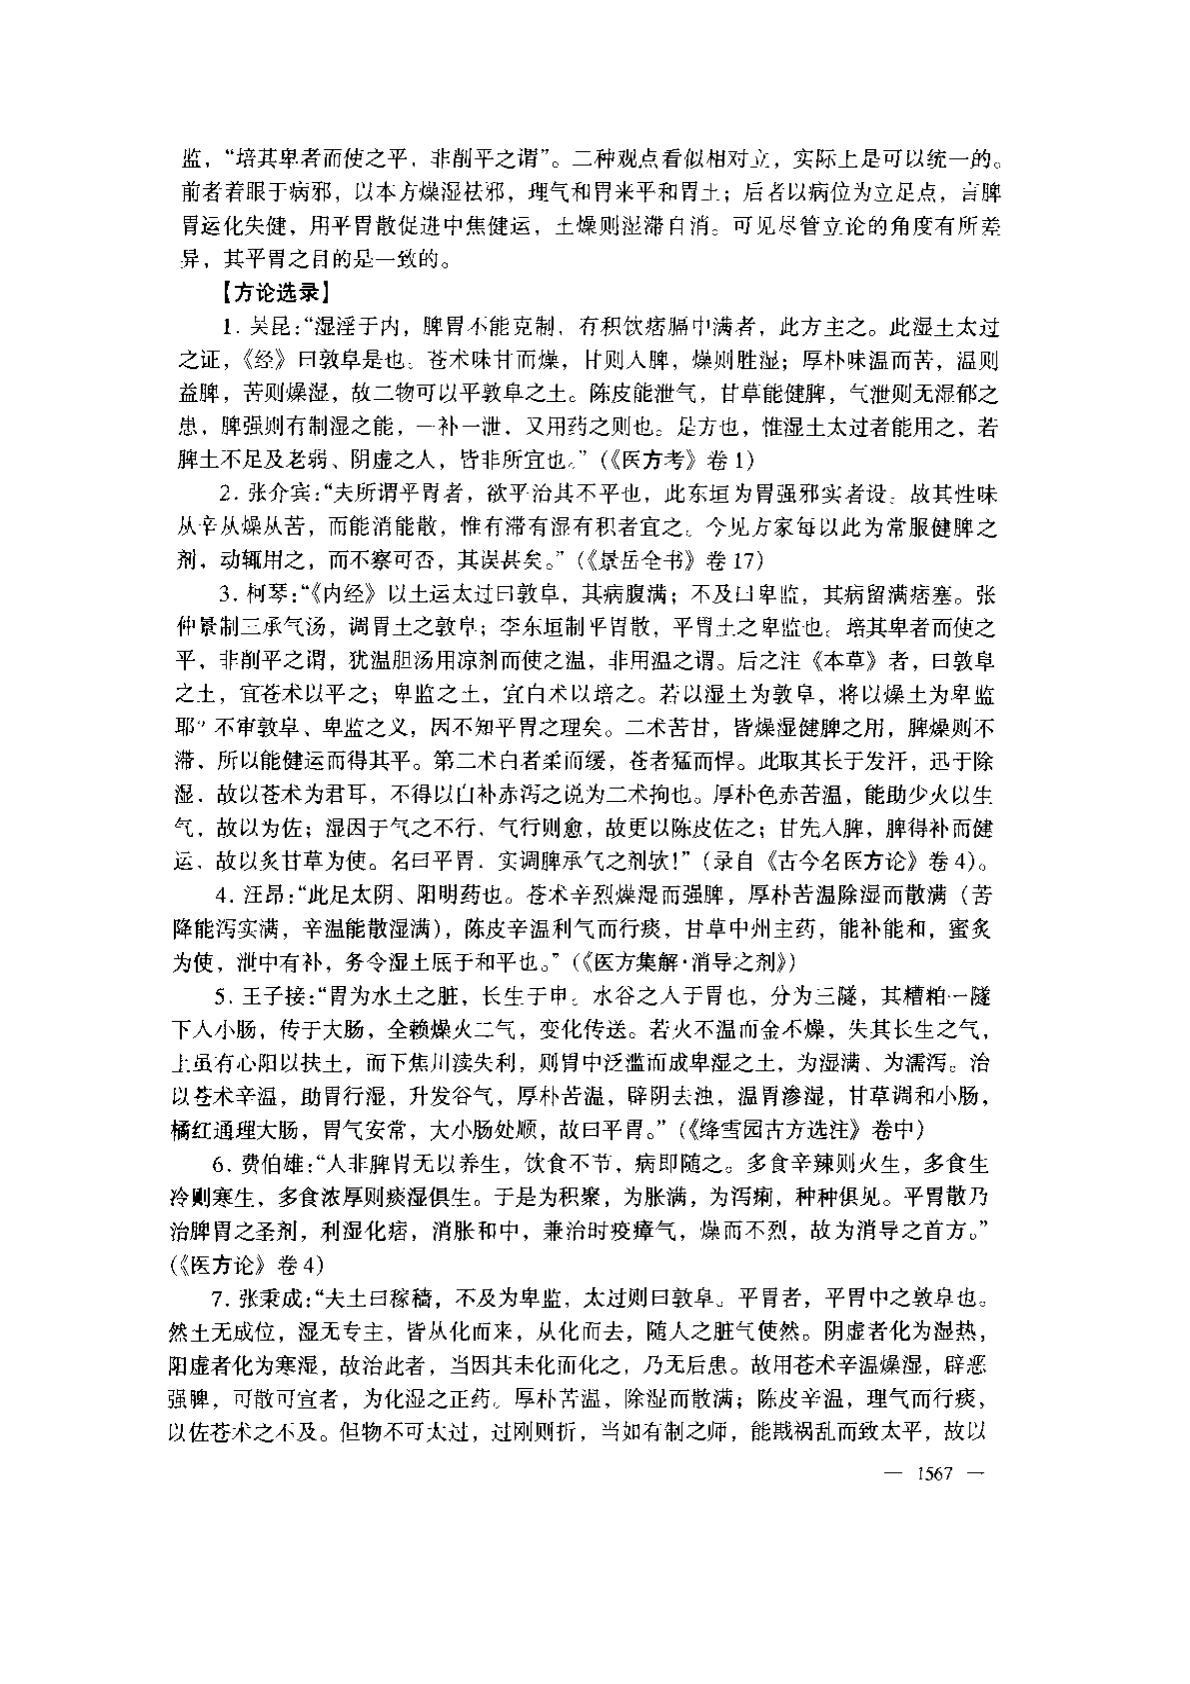 监，“培其卑者而使之平，非削平之谓”。二种观点看似相对立，实际上是可以统一的。
前者着眼于病邪，以本方燥湿祛邪，理气和胃来平和胃土；后者以病位为立足点，言脾
胃运化失健，用平胃散促进中焦健运，土燥则湿滞自消。可见尽管立论的角度有所差
异，其平胃之目的是一致的。
【方论选录】
1. 吴昆：“湿淫于内，脾胃不能克制，有积饮痞膈中满者，此方主之。此湿土太过
之证，《经》曰敦阜是也。苍术味甘而燥，甘则入脾，燥则胜湿；厚朴味温而苦，温则
益脾，苦则燥湿，故二物可以平敦阜之土。陈皮能泄气，甘草能健脾，气泄则无湿郁之
患，脾强则有制湿之能，一补一泄，又用药之则也。是方也，惟湿土太过者能用之，若
脾土不足及老弱、阴虚之人，皆非所宜也。”（《医方考》卷 1）
2. 张介宾：“夫所谓平胃者，欲平治其不平也，此东垣为胃强邪实者设。故其性味
从辛从燥从苦，而能消能散，惟有滞有湿有积者宜之。今见方家每以此为常服健脾之
剂，动辄用之，而不察可否，其误甚矣。”（《景岳全书》卷 17）
3. 柯琴：“《内经》以土运太过曰敦阜，其病腹满；不及曰卑监，其病留满痞塞。张
仲景制三承气汤，调胃土之敦阜；李东垣制平胃散，平胃土之卑监也。培其卑者而使之
平，非削平之谓，犹温胆汤用凉剂而使之温，非用温之谓。后之注《本草》者，曰敦阜
之土，宜苍术以平之；卑监之土，宜白术以培之。若以湿土为敦阜，将以燥土为卑监
耶？不审敦阜、卑监之义，因不知平胃之理矣。二术苦甘，皆燥湿健脾之用，脾燥则不
滞，所以能健运而得其平。第二术白者柔而缓，苍者猛而悍。此取其长于发汗，迅于除
湿，故以苍术为君耳，不得以白补赤泻之说为二术拘也。厚朴色赤苦温，能助少火以生
气，故以为佐；湿因于气之不行，气行则愈，故更以陈皮佐之；甘先入脾，脾得补而健
运，故以炙甘草为使。名曰平胃，实调脾承气之剂欤！”（录自《古今名医方论》卷 4）。
4. 汪昂：“此足太阴、阳明药也。苍术辛烈燥湿而强脾，厚朴苦温除湿而散满（苦
降能泻实满，辛温能散湿满），陈皮辛温利气而行痰，甘草中州主药，能补能和，蜜炙
为使，泄中有补，务令湿土底于和平也。”（《医方集解·消导之剂》）
5. 王子接：“胃为水土之脏，长生于申。水谷之入于胃也，分为三隧，其糟粕一隧
下入小肠，传于大肠，全赖燥火二气，变化传送。若火不温而金不燥，失其长生之气，
上虽有心阳以扶土，而下焦川渎失利，则胃中泛滥而成卑湿之土，为湿满、为濡泻。治
以苍术辛温，助胃行湿，升发谷气，厚朴苦温，辟阴去浊，温胃渗湿，甘草调和小肠，
橘红通理大肠，胃气安常，大小肠处顺，故曰平胃。”（《绛雪园古方选注》卷中）
6. 费伯雄：“人非脾胃无以养生，饮食不节，病即随之。多食辛辣则火生，多食生
冷则寒生，多食浓厚则痰湿俱生。于是为积聚，为胀满，为泻痢，种种俱见。平胃散乃
治脾胃之圣剂，利湿化痞，消胀和中，兼治时疫瘴气，燥而不烈，故为消导之首方。”
（《医方论》卷 4）
7. 张秉成：“夫土曰稼穑，不及为卑监，太过则曰敦阜。平胃者，平胃中之敦阜也。
然土无成位，湿无专主，皆从化而来，从化而去，随人之脏气使然。阴虚者化为湿热，
阳虚者化为寒湿，故治此者，当因其未化而化之，乃无后患。故用苍术辛温燥湿，辟恶
强脾，可散可宣者，为化湿之正药。厚朴苦温，除湿而散满；陈皮辛温，理气而行痰，
以佐苍术之不及。但物不可太过，过刚则折，当如有制之师，能戡祸乱而致太平，故以
— 1567 —